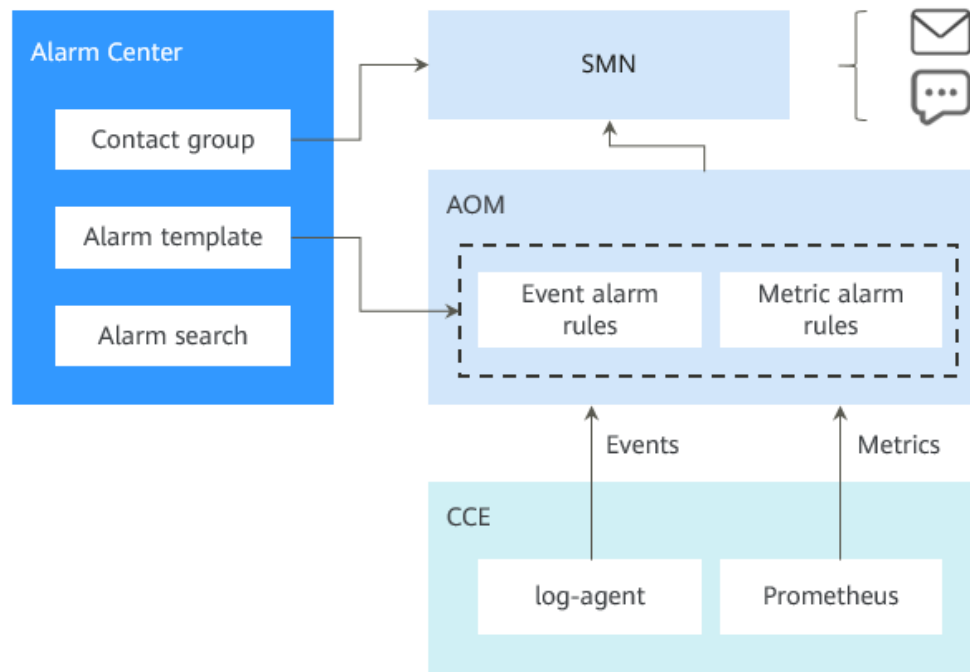 Alarm Center
Contact group
Alarm template
Alarm search
SMN
AOM
Event alarm
rules
Metric alarm
rules
Events
Metrics
CCE
log-agent
Prometheus